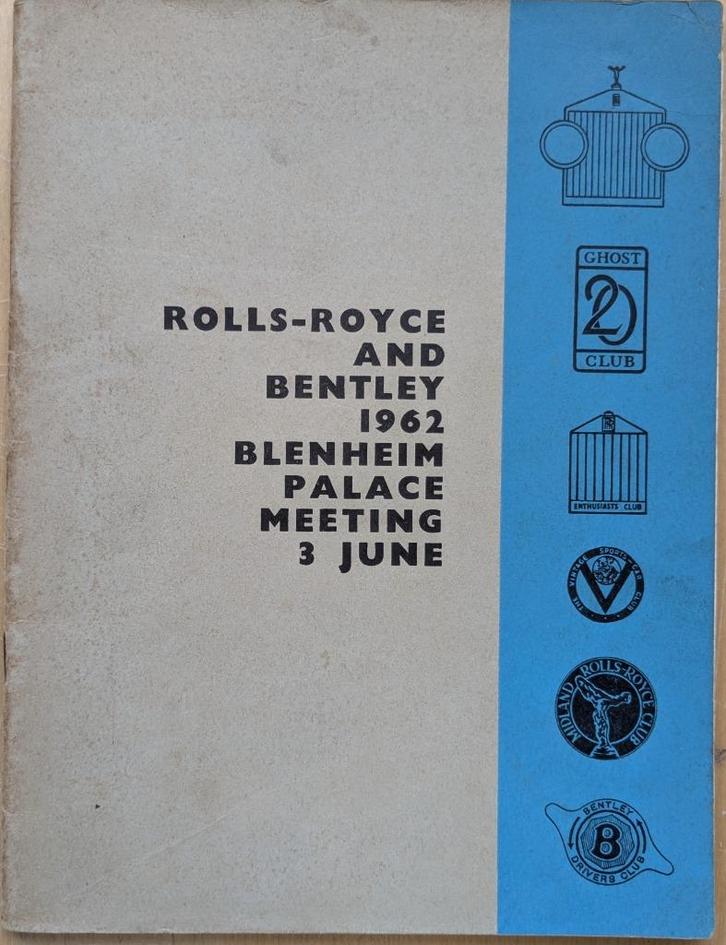 ROLLS-ROYCE
AND
BENTLEY
1962
BLENHEIM
PALACE
MEETING
3 JUNE
GHOST
20
CLUB
RR
ENTHUSIASTS CLUB
THE VINTAGE SPORTS-CAR CLUB
V
MIDLAND ROLLS-ROYCE CLUB
BENTLEY
B
DRIVERS CLUB